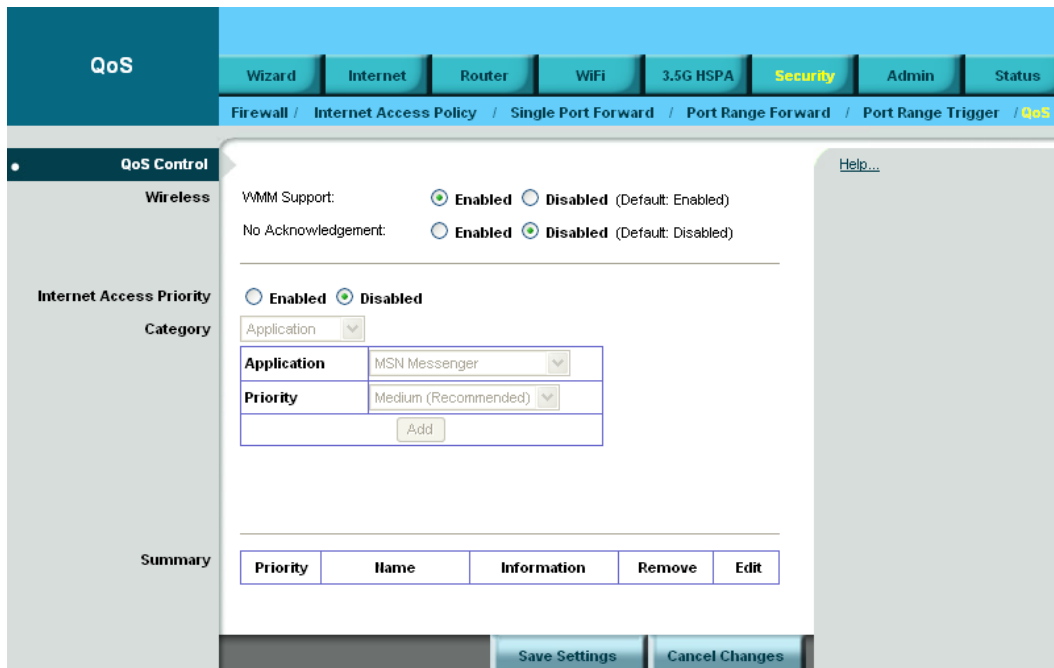 QoS
Wizard Internet Router WiFi 3.5G HSPA Security Admin Status
Firewall / Internet Access Policy / Single Port Forward / Port Range Forward / Port Range Trigger / QoS
QoS Control
Help...
Wireless
WMM Support: Enabled Disabled (Default: Enabled)
No Acknowledgement: Enabled Disabled (Default: Disabled)
Internet Access Priority Enabled Disabled
Category Application
Application MSN Messenger
Priority Medium (Recommended)
Add
Summary
Priority Name Information Remove Edit
Save Settings Cancel Changes